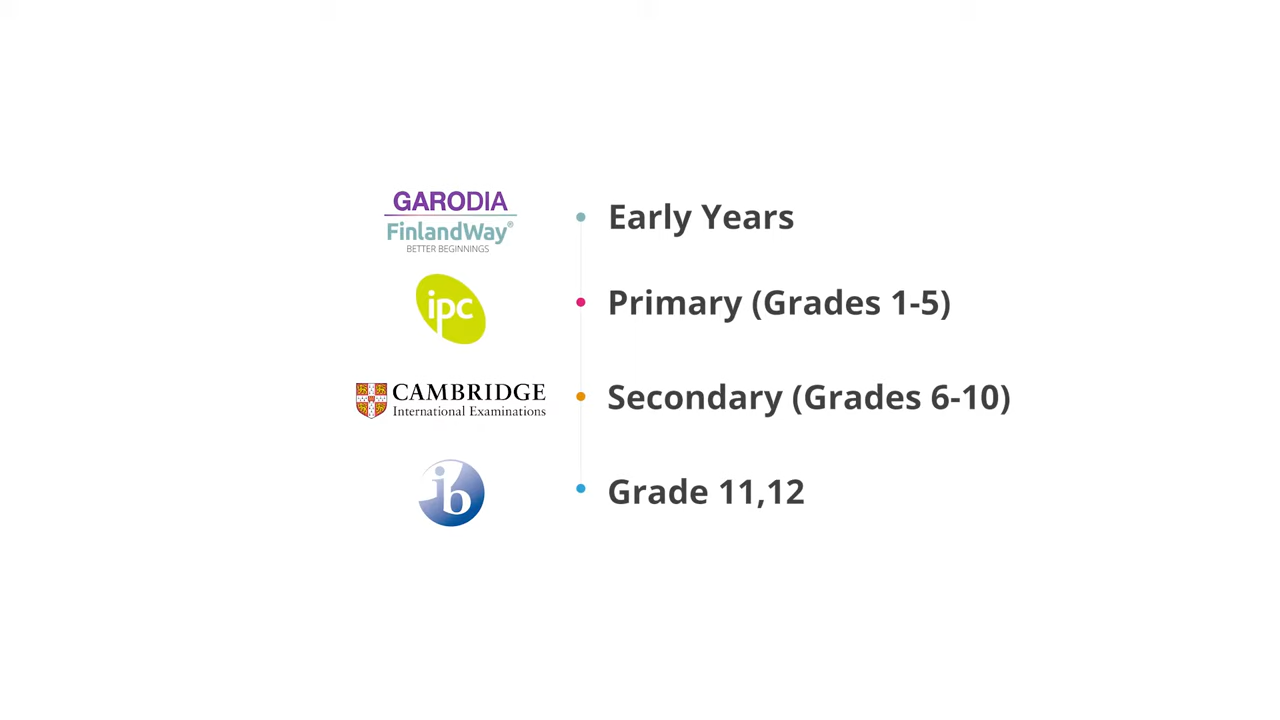 GARODIA
FinlandWay®
BETTER BEGINNINGS
Early Years
ipc
Primary (Grades 1-5)
CAMBRIDGE
International Examinations
Secondary (Grades 6-10)
ib
Grade 11,12